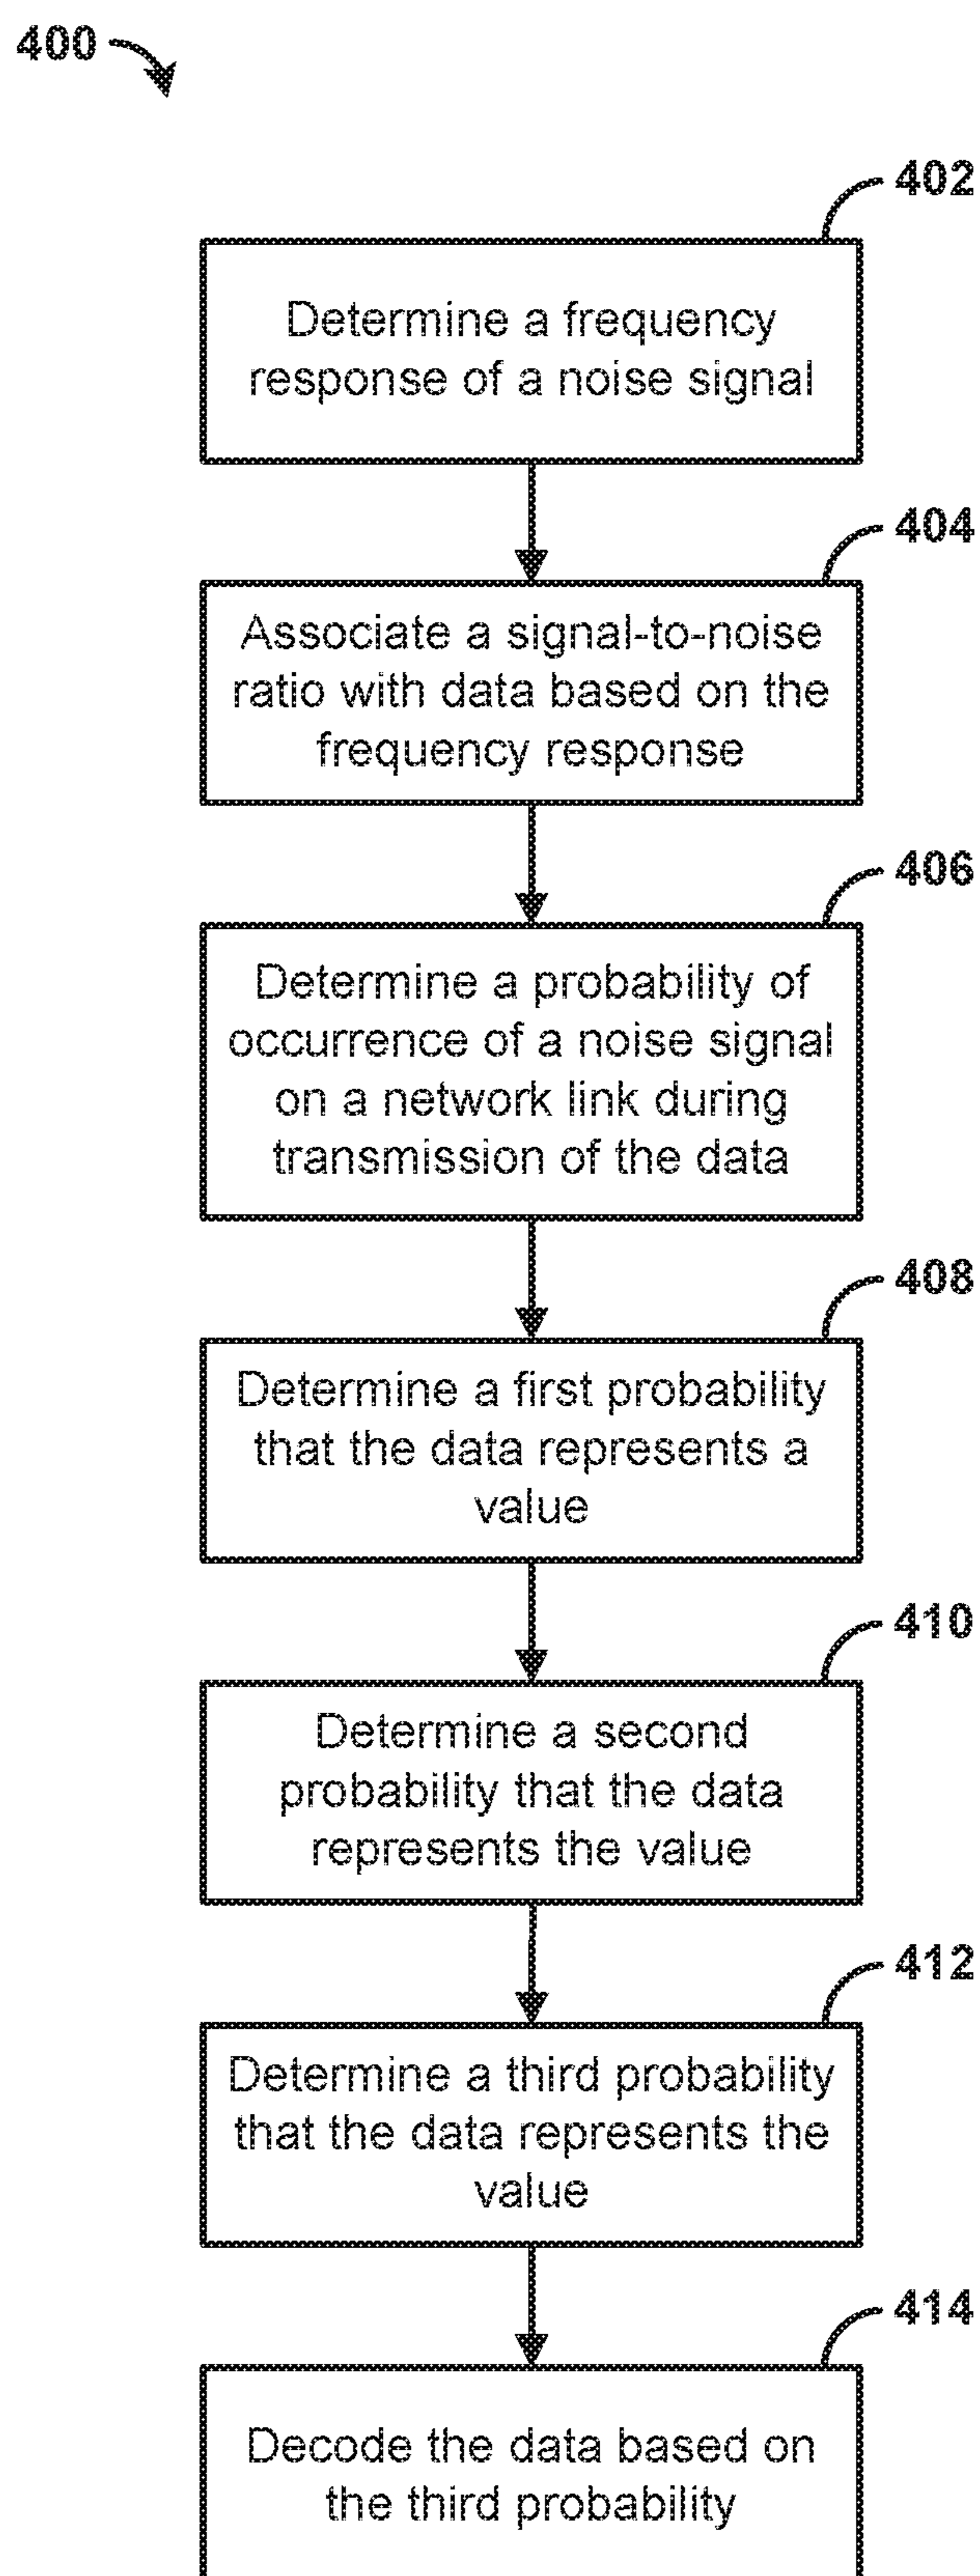 400
402
Determine a frequency
response of a noise signal
404
Associate a signal-to-noise
ratio with data based on the
frequency response
406
Determine a probability of
occurrence of a noise signal
on a network link during
transmission of the data
408
Determine a first probability
that the data represents a
value
410
Determine a second
probability that the data
represents the value
412
Determine a third probability
that the data represents the
value
414
Decode the data based on
the third probability